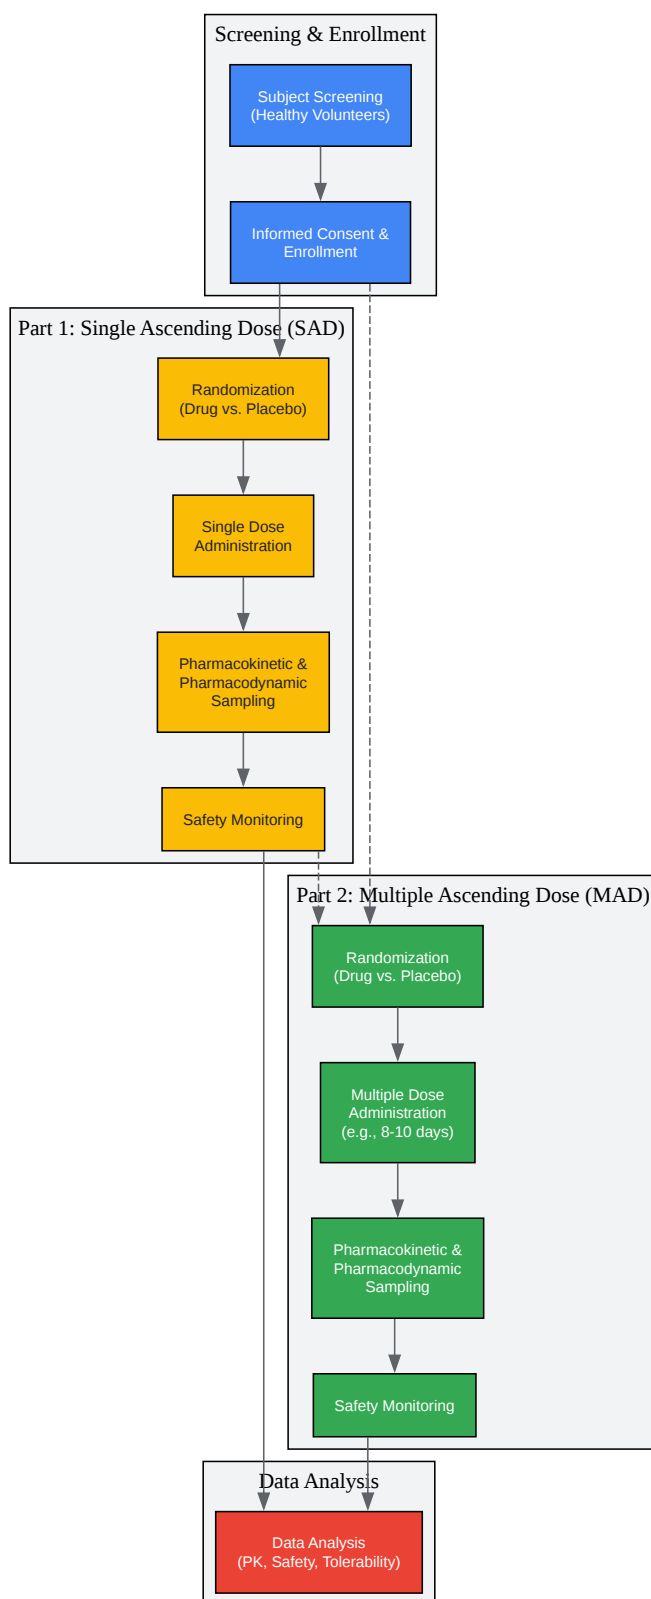 Screening & Enrollment
Subject Screening
(Healthy Volunteers)
Informed Consent &
Enrollment
Part 1: Single Ascending Dose (SAD)
Randomization
(Drug vs. Placebo)
Single Dose
Administration
Pharmacokinetic &
Pharmacodynamic
Sampling
Safety Monitoring
Part 2: Multiple Ascending Dose (MAD)
Randomization
(Drug vs. Placebo)
Multiple Dose
Administration
(e.g., 8-10 days)
Pharmacokinetic &
Pharmacodynamic
Sampling
Safety Monitoring
Data Analysis
Data Analysis
(PK, Safety, Tolerability)